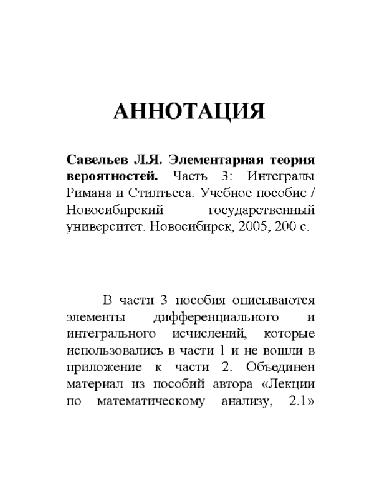 АННОТАЦИЯ
Савельев Л.Я. Элементарная теория
вероятностей. Часть 3: Интегралы
Римана и Стилтьеса. Учебное пособие /
Новосибирский государственный
университет. Новосибирск, 2005, 200 с.
В части 3 пособия описываются
элементы дифференциального и
интегрального исчислений, которые
использовались в части 1 и не вошли в
приложение к части 2. Объединен
материал из пособий автора «Лекции
по математическому анализу, 2.1»